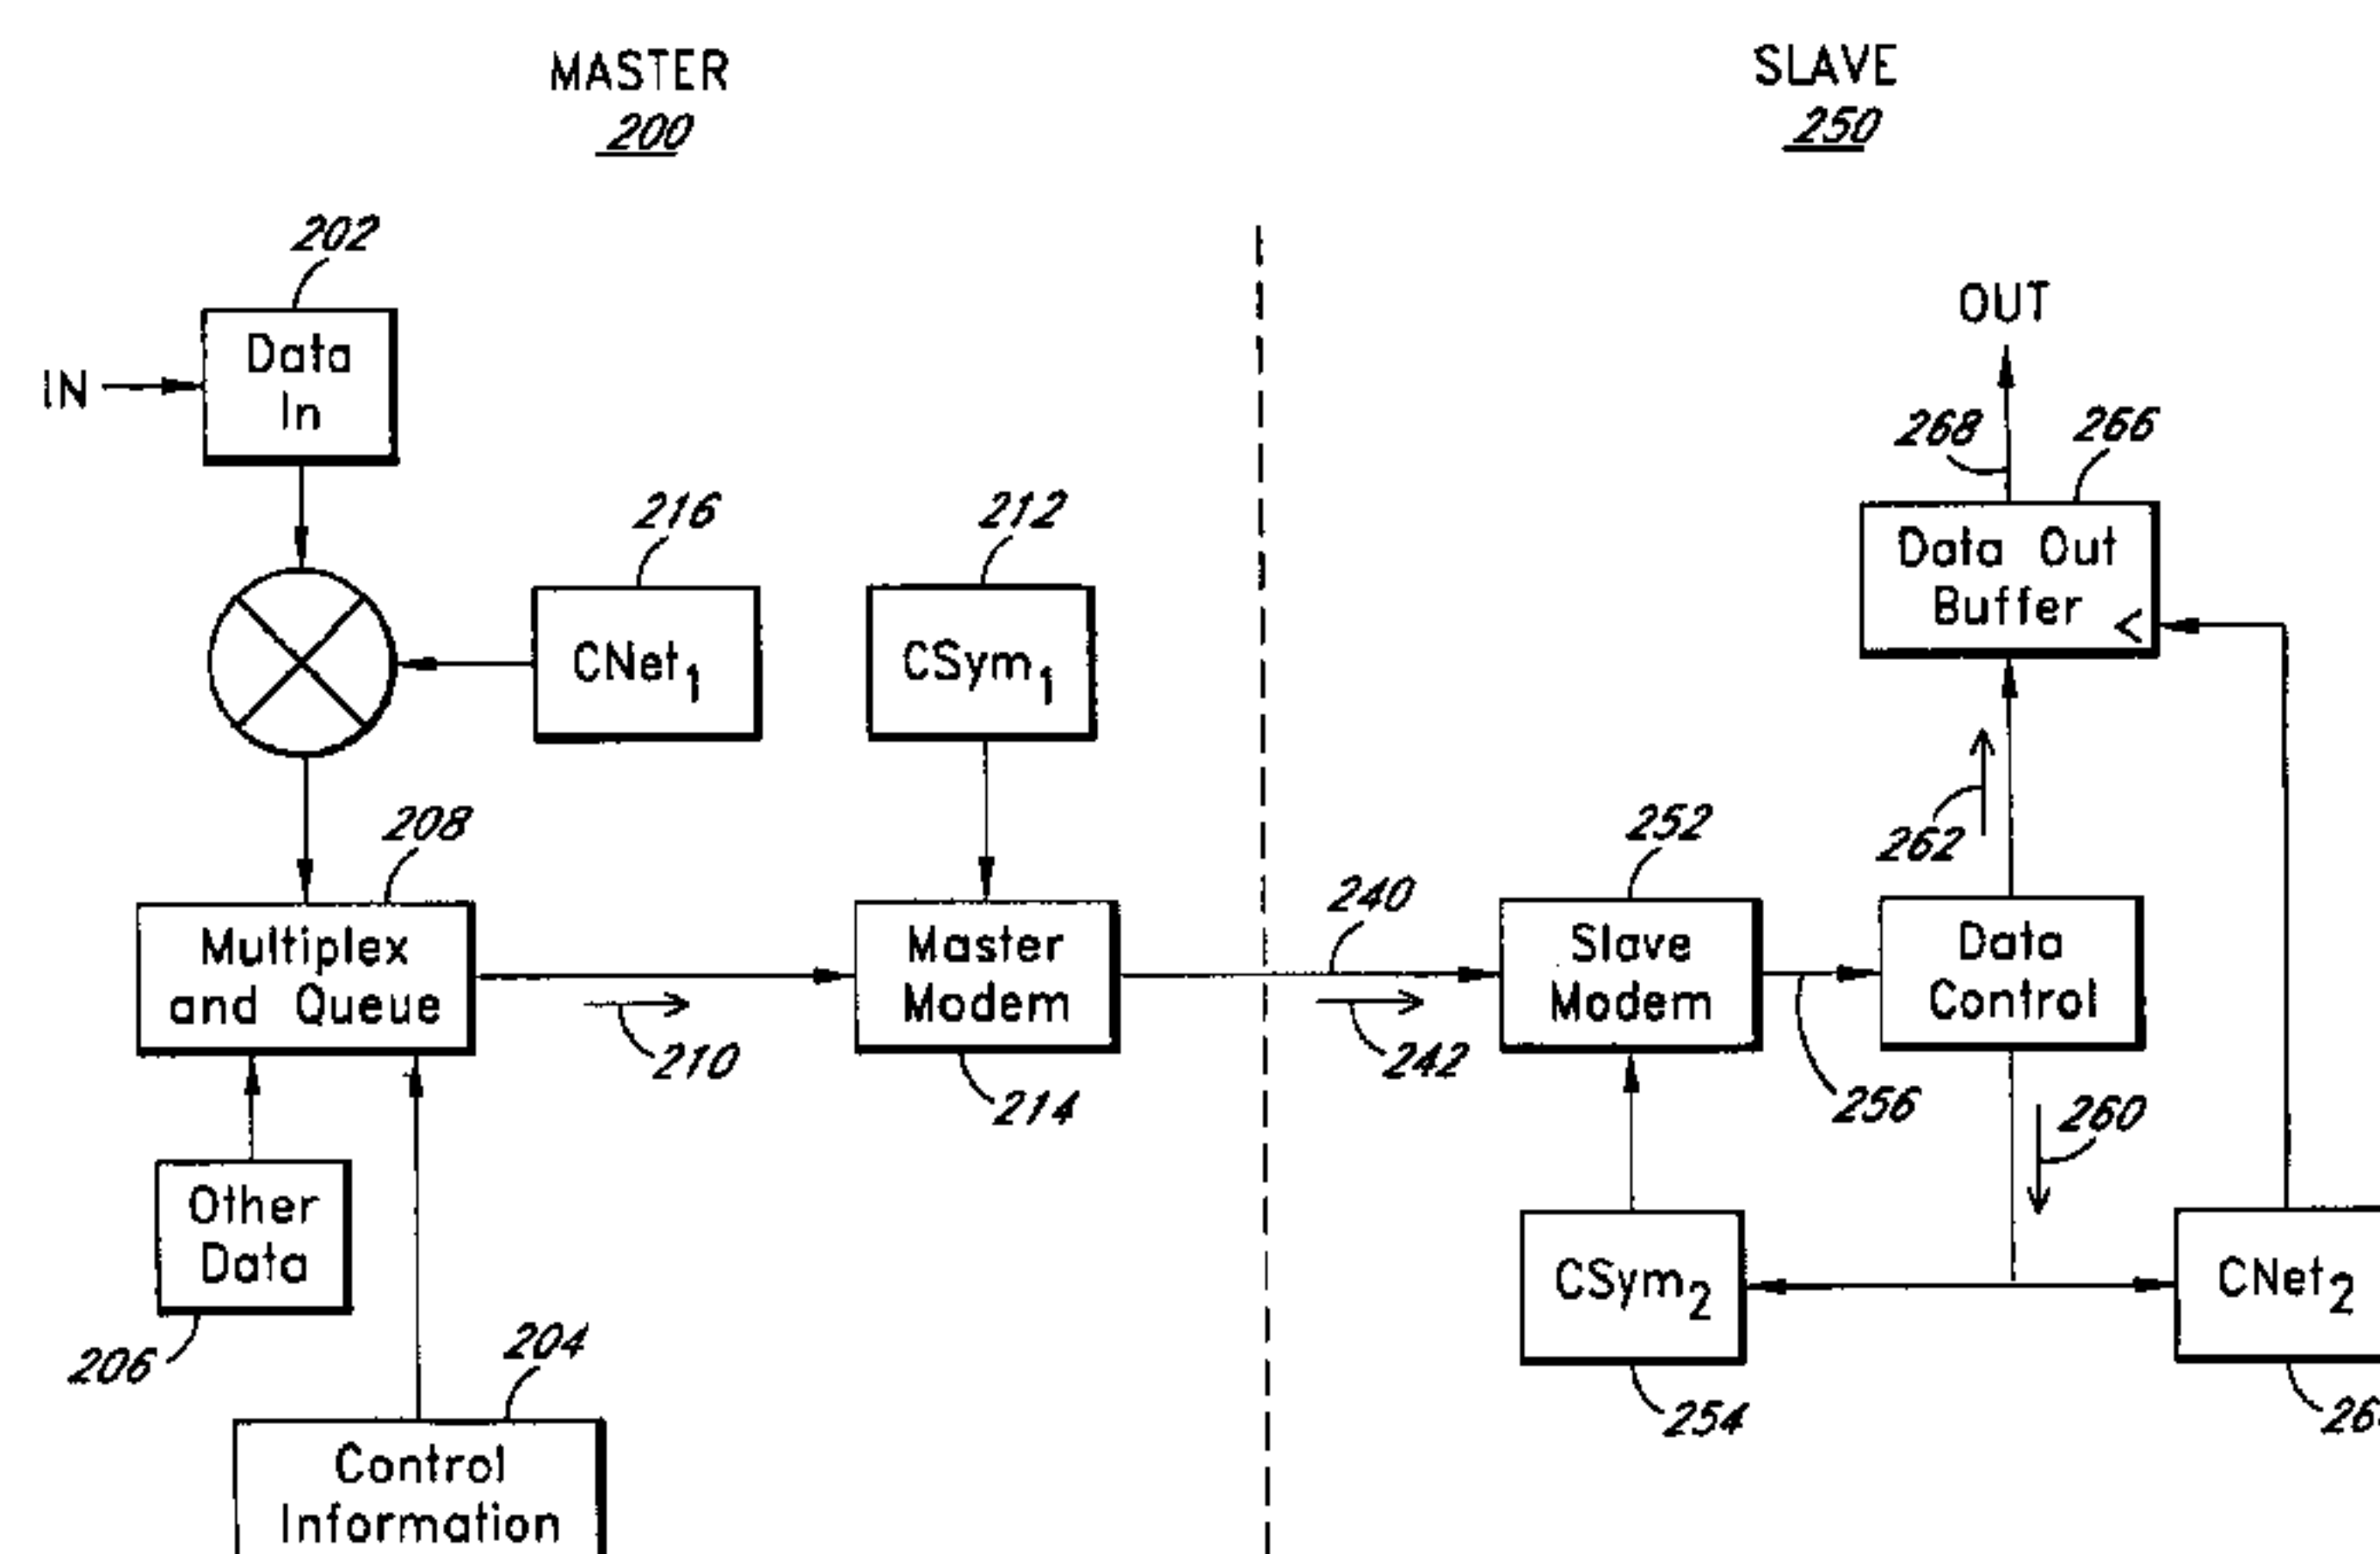 MASTER
200
SLAVE
250
202
Data
In
IN
OUT
268
266
Data Out
Buffer
<
216
CNet1
212
CSym1
208
Multiplex
and Queue
210
Master
Modem
214
240
242
252
Slave
Modem
256
262
Data
Control
260
Other
Data
206
CSym2
254
CNet2
204
Control
Information